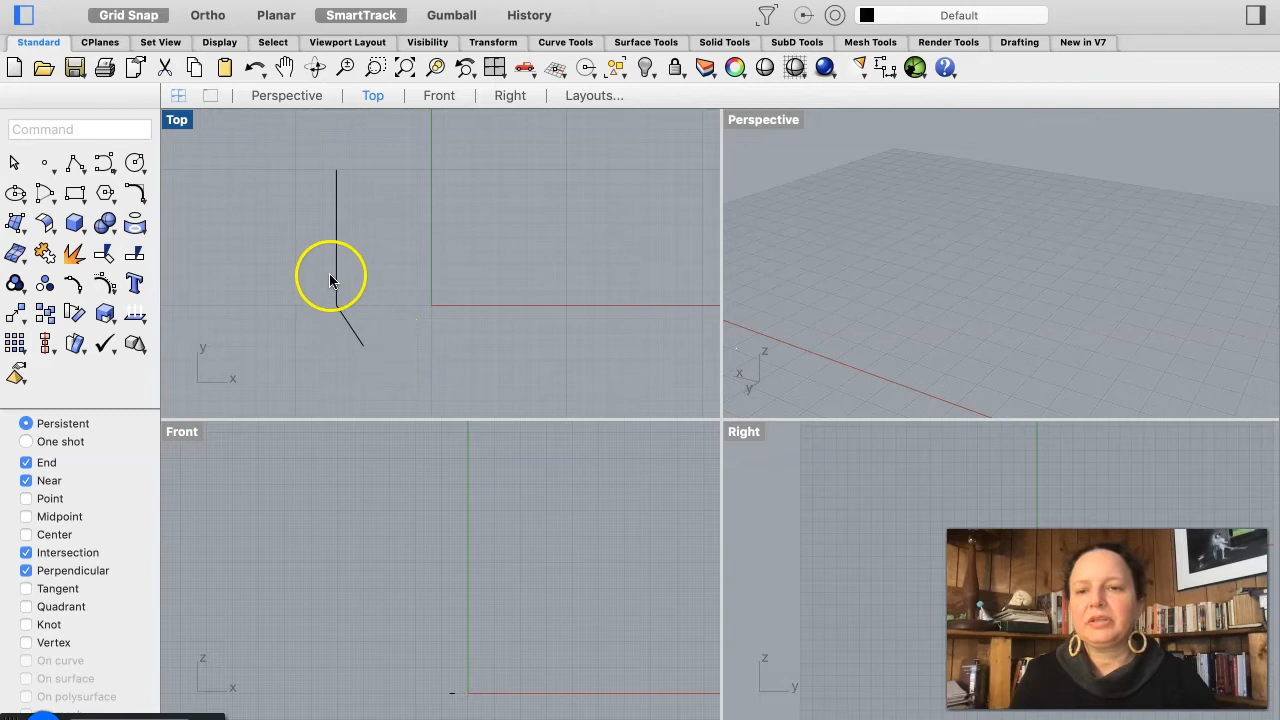 Grid Snap Ortho Planar SmartTrack Gumball History Default
Standard CPlanes Set View Display Select Viewport Layout Visibility Transform Curve Tools Surface Tools Solid Tools SubD Tools Mesh Tools Render Tools Drafting New in V7
Perspective Top Front Right Layouts...
Command
Top
Perspective
y
x
z
x
y
Front
Right
z
x
z
y
Persistent
One shot
End
Near
Point
Midpoint
Center
Intersection
Perpendicular
Tangent
Quadrant
Knot
Vertex
On curve
On surface
On polysurface